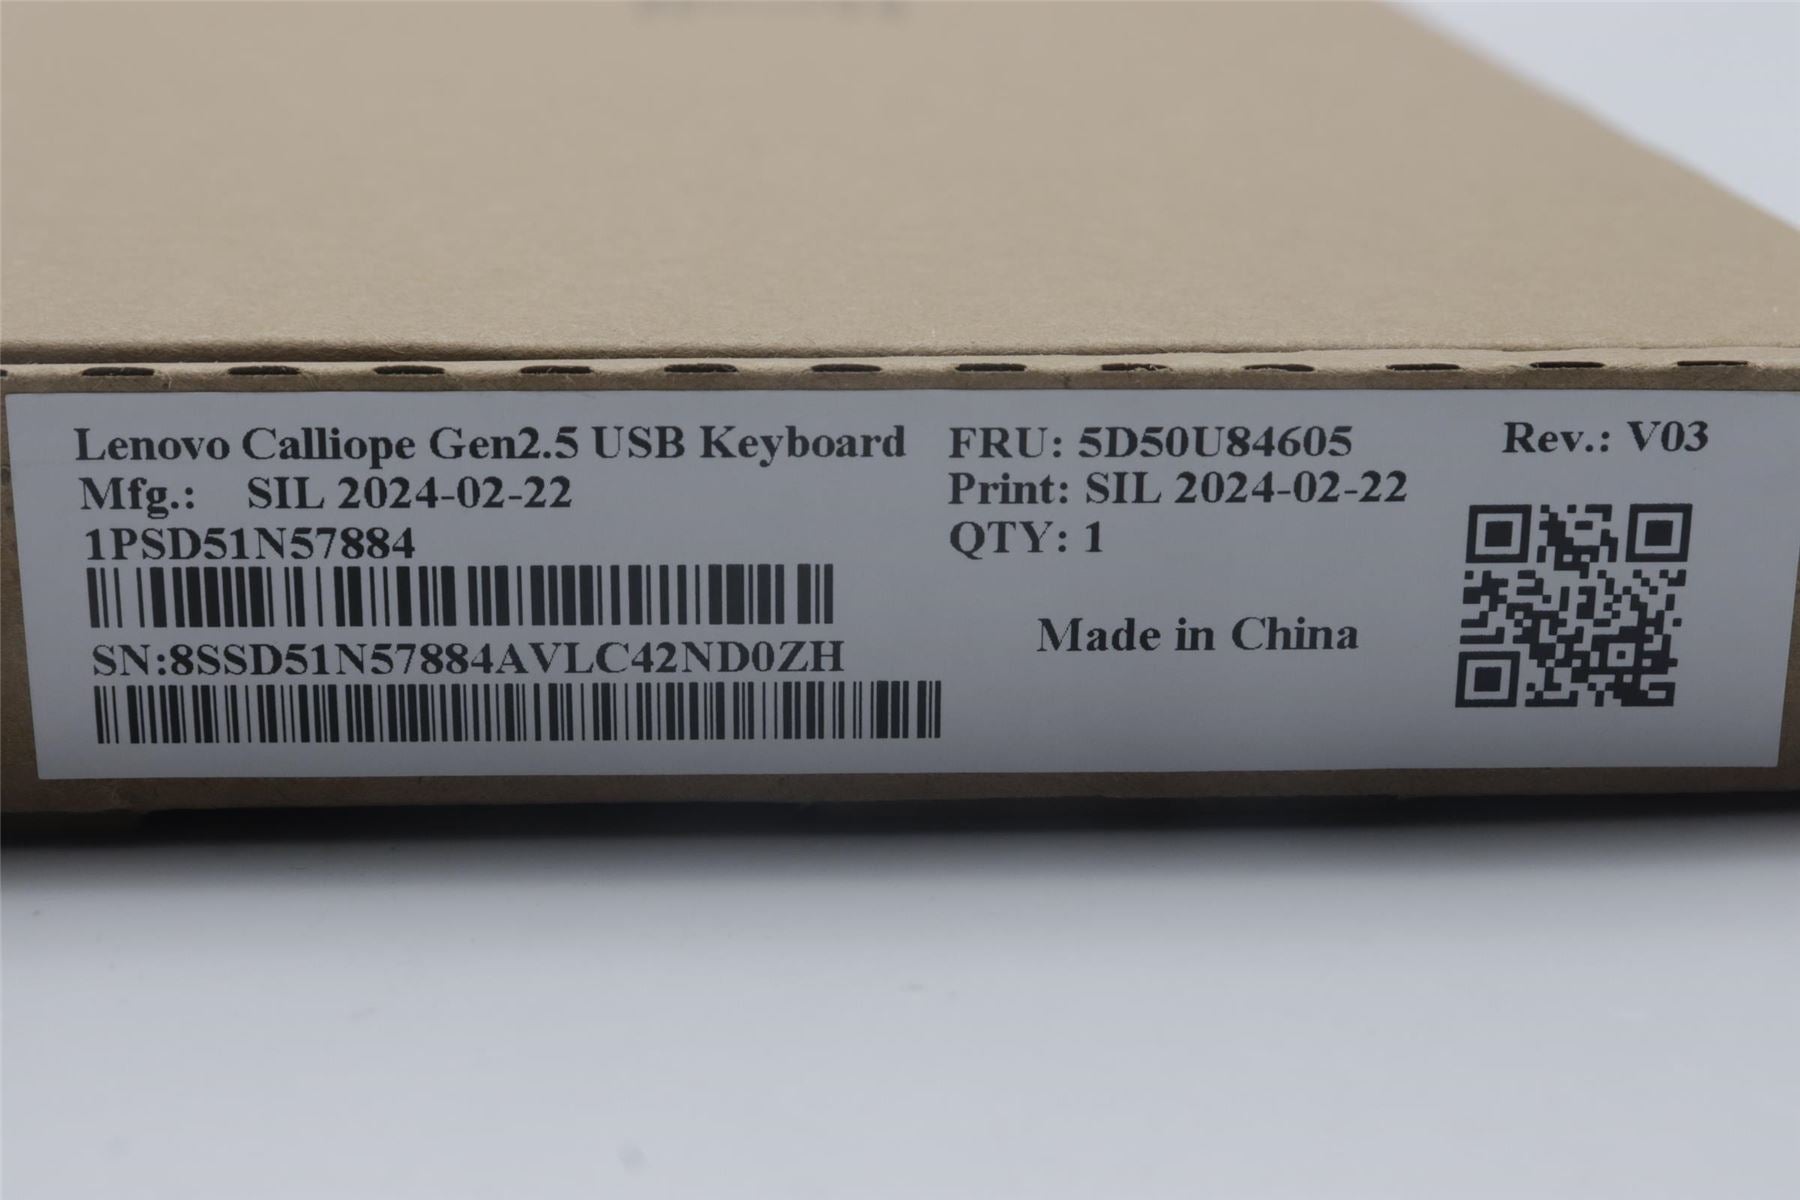 Lenovo Calliope Gen2.5 USB Keyboard
Mfg.: SIL 2024-02-22
1PSD51N57884
SN:8SSD51N57884AVLC42ND0ZH
FRU: 5D50U84605
Print: SIL 2024-02-22
QTY: 1
Made in China
Rev.: V03